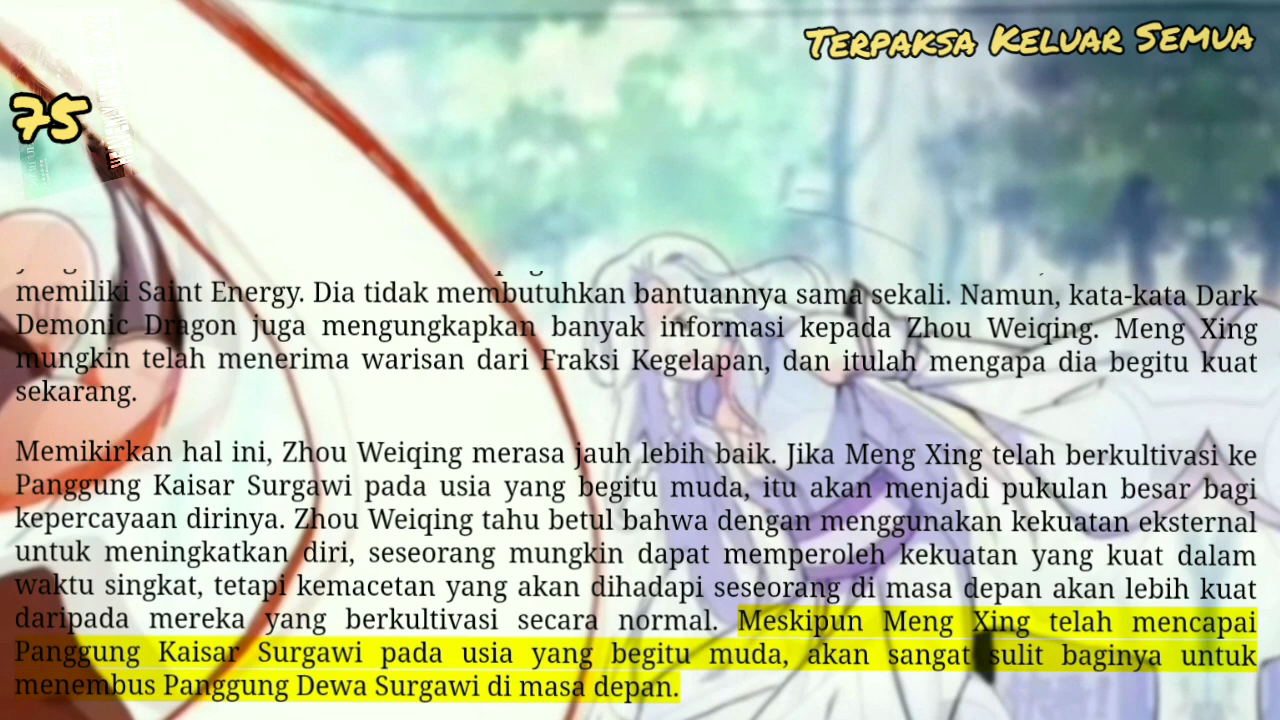 Terpaksa Keluar Semua
75
memiliki Saint Energy. Dia tidak membutuhkan bantuannya sama sekali. Namun, kata-kata Dark
Demonic Dragon juga mengungkapkan banyak informasi kepada Zhou Weiqing. Meng Xing
mungkin telah menerima warisan dari Fraksi Kegelapan, dan itulah mengapa dia begitu kuat
sekarang.
Memikirkan hal ini, Zhou Weiqing merasa jauh lebih baik. Jika Meng Xing telah berkultivasi ke
Panggung Kaisar Surgawi pada usia yang begitu muda, itu akan menjadi pukulan besar bagi
kepercayaan dirinya. Zhou Weiqing tahu betul bahwa dengan menggunakan kekuatan eksternal
untuk meningkatkan diri, seseorang mungkin dapat memperoleh kekuatan yang kuat dalam
waktu singkat, tetapi kemacetan yang akan dihadapi seseorang di masa depan akan lebih kuat
daripada mereka yang berkultivasi secara normal. Meskipun Meng Xing telah mencapai
Panggung Kaisar Surgawi pada usia yang begitu muda, akan sangat sulit baginya untuk
menembus Panggung Dewa Surgawi di masa depan.